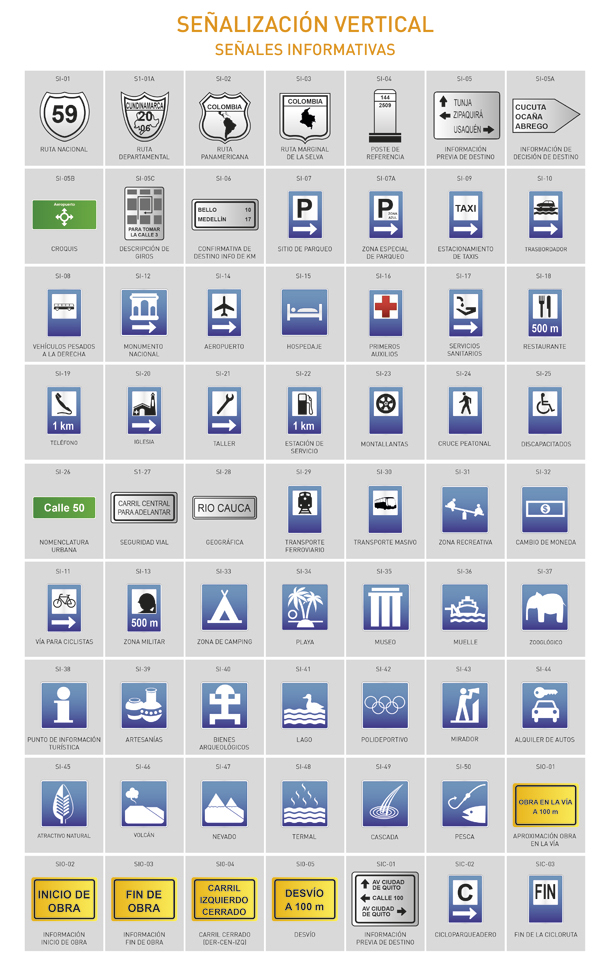 SEÑALIZACIÓN VERTICAL
SEÑALES INFORMATIVAS
SI-01
59
RUTA NACIONAL
S1-01A
CUNDINAMARCA
20
06
RUTA
DEPARTAMENTAL
SI-02
COLOMBIA
RUTA
PANAMERICANA
SI-03
COLOMBIA
RUTA MARGINAL
DE LA SELVA
SI-04
144
2509
POSTE DE
REFERENCIA
SI-05
TUNJA
ZIPAQUIRÁ
USAQUÉN
INFORMACIÓN
PREVIA DE DESTINO
SI-05A
CUCUTA
OCAÑA
ABREGO
INFORMACIÓN DE
DECISIÓN DE DESTINO
SI-05B
Aeropuerto
CROQUIS
SI-05C
PARA TOMAR
LA CALLE 3
DESCRIPCIÓN DE
GIROS
SI-06
BELLO 10
MEDELLÍN 17
CONFIRMATIVA DE
DESTINO INFO DE KM
SI-07
P
SITIO DE PARQUEO
SI-07A
P
ZONA
AZUL
ZONA ESPECIAL
DE PARQUEO
SI-09
TAXI
ESTACIONAMIENTO
DE TAXIS
SI-10
TRASBORDADOR
SI-08
VEHÍCULOS PESADOS
A LA DERECHA
SI-12
MONUMENTO
NACIONAL
SI-14
AEROPUERTO
SI-15
HOSPEDAJE
SI-16
PRIMEROS
AUXILIOS
SI-17
SERVICIOS
SANITARIOS
SI-18
500 m
RESTAURANTE
SI-19
1 km
TELÉFONO
SI-20
IGLESIA
SI-21
TALLER
SI-22
1 km
ESTACIÓN DE
SERVICIO
SI-23
MONTALLANTAS
SI-24
CRUCE PEATONAL
SI-25
DISCAPACITADOS
SI-26
Calle 50
NOMENCLATURA
URBANA
S1-27
CARRIL CENTRAL
PARA ADELANTAR
SEGURIDAD VIAL
SI-28
RIO CAUCA
GEOGRÁFICA
SI-29
TRANSPORTE
FERROVIARIO
SI-30
TRANSPORTE MASIVO
SI-31
ZONA RECREATIVA
SI-32
$
CAMBIO DE MONEDA
SI-11
VÍA PARA CICLISTAS
SI-13
500 m
ZONA MILITAR
SI-33
ZONA DE CAMPING
SI-34
PLAYA
SI-35
MUSEO
SI-36
MUELLE
SI-37
ZOOGLÓGICO
SI-38
PUNTO DE INFORMACIÓN
TURÍSTICA
SI-39
ARTESANÍAS
SI-40
BIENES
ARQUEOLÓGICOS
SI-41
LAGO
SI-42
POLIDEPORTIVO
SI-43
MIRADOR
SI-44
ALQUILER DE AUTOS
SI-45
ATRACTIVO NATURAL
SI-46
VOLCÁN
SI-47
NEVADO
SI-48
TERMAL
SI-49
CASCADA
SI-50
PESCA
SIO-01
OBRA EN LA VÍA
A 100 m
APROXIMACIÓN OBRA
EN LA VÍA
SIO-02
INICIO DE
OBRA
INFORMACIÓN
INICIO DE OBRA
SIO-03
FIN DE
OBRA
INFORMACIÓN
FIN DE OBRA
SIO-04
CARRIL
IZQUIERDO
CERRADO
CARRIL CERRADO
(DER-CEN-IZQ)
SIO-05
DESVÍO
A 100 m
DESVÍO
SIC-01
AV CIUDAD
DE QUITO
CALLE 100
AV CIUDAD
DE QUITO
INFORMACIÓN
PREVIA DE DESTINO
SIC-02
C
CICLOPARQUEADERO
SIC-03
FIN
FIN DE LA CICLORUTA